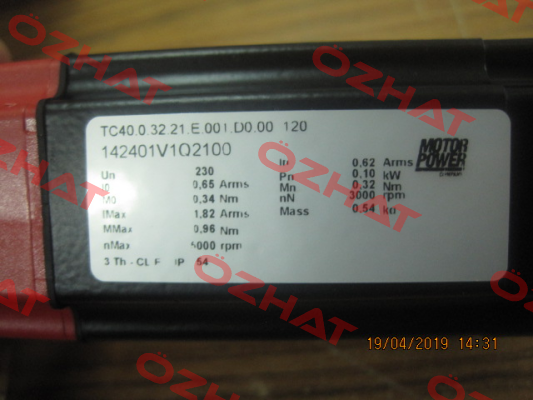 OZHAT
OZHAT
OZHAT
TC40.0.32.21.E.001.D0.00 120
142401V1O2100
MOTOR POWER
Un 230
I0 0,65 Arms
M0 0,34 Nm
IMax 1,82 Arms
MMax 0,96 Nm
nMax 6000 rpm
3 Th - CL F IP 54
In 0,62 Arms
Pn 0,10 kW
Mn 0,32 Nm
nN 3000 rpm
Mass 0.54 kg
OZHAT
OZHAT
19/04/2019 14:31
OZHAT
OZHAT